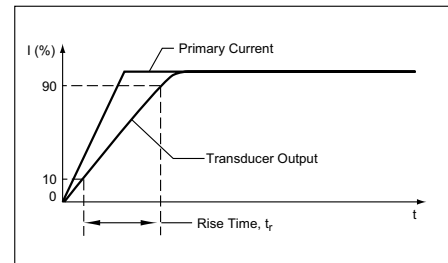 I (%)
Primary Current
90
Transducer Output
10
0
t
Rise Time, tr